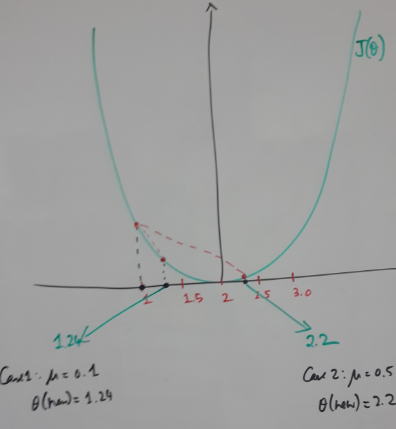 J(θ)
1 1.5 2 2.5 3.0
1.24 2.2
Case 1: μ = 0.1
θ(new) = 1.24
Case 2: μ = 0.5
θ(new) = 2.2